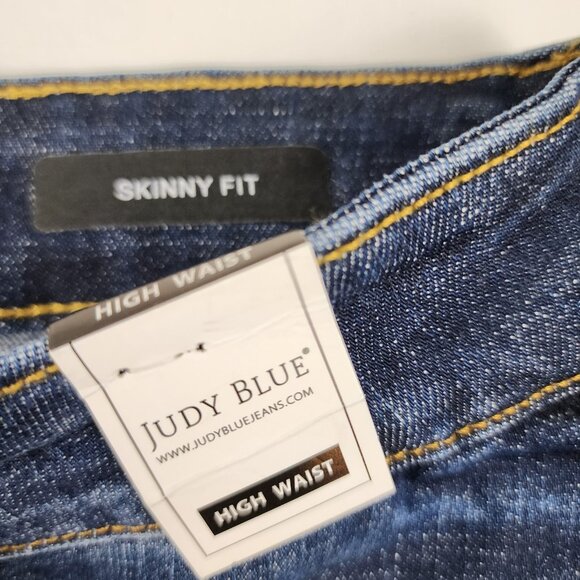 SKINNY FIT
HIGH WAIST
JUDY BLUE®
WWW.JUDYBLUEJEANS.COM
HIGH WAIST